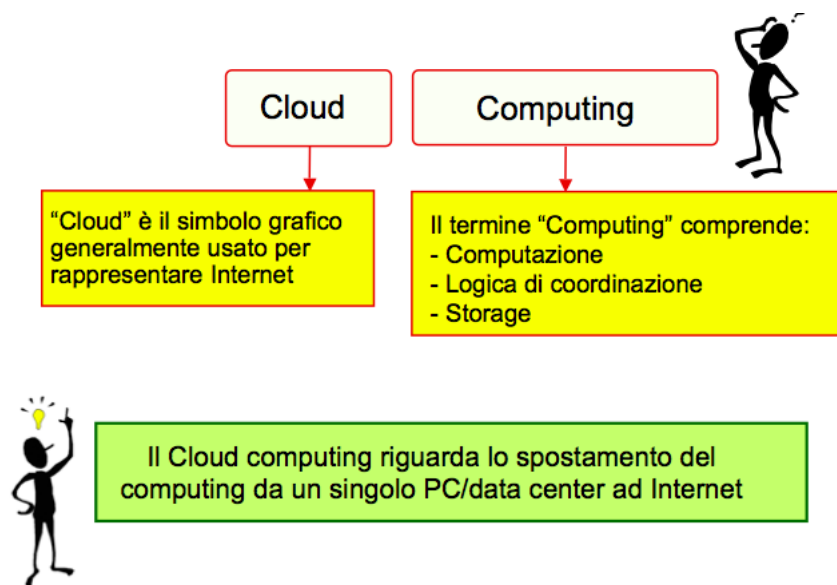 Cloud
Computing
“Cloud” è il simbolo grafico
generalmente usato per
rappresentare Internet
Il termine “Computing” comprende:
- Computazione
- Logica di coordinazione
- Storage
Il Cloud computing riguarda lo spostamento del
computing da un singolo PC/data center ad Internet